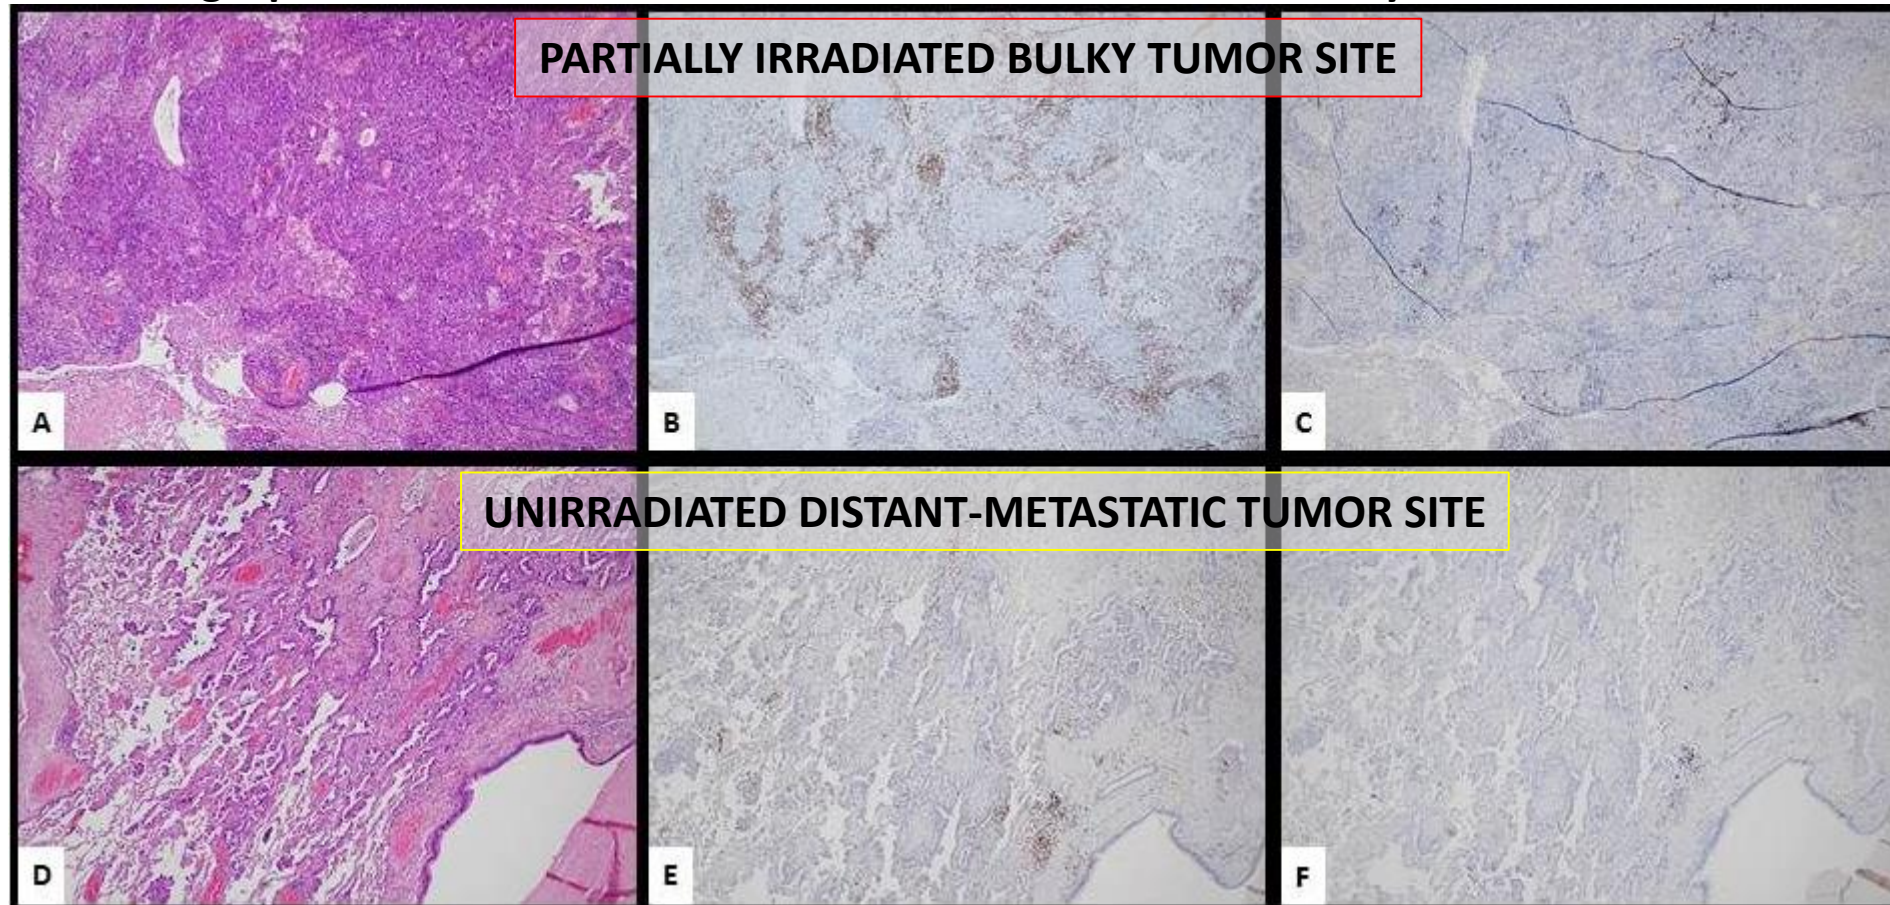 PARTIALLY IRRADIATED BULKY TUMOR SITE
A
B
C
UNIRRADIATED DISTANT-METASTATIC TUMOR SITE
D
E
F